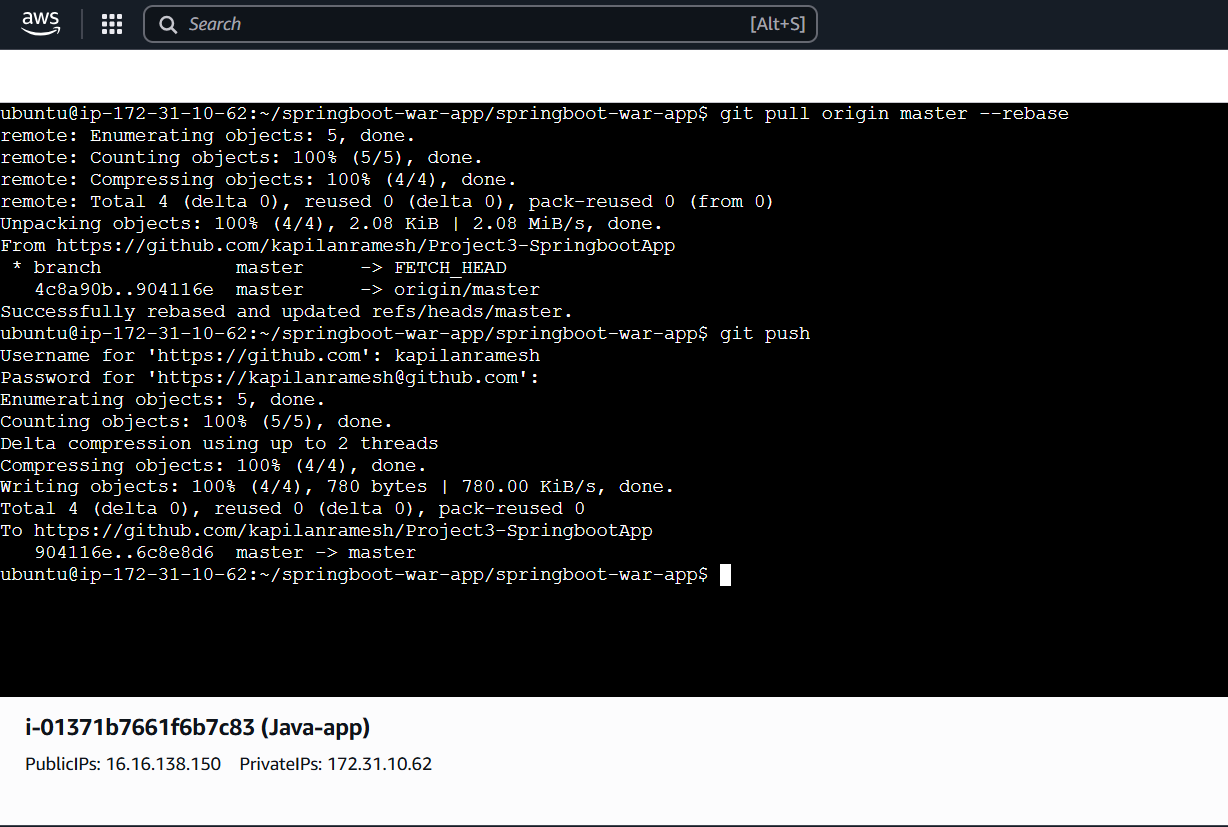 aws
Search
[Alt+S]
ubuntu@ip-172-31-10-62:~/springboot-war-app/springboot-war-app$ git pull origin master --rebase
remote: Enumerating objects: 5, done.
remote: Counting objects: 100% (5/5), done.
remote: Compressing objects: 100% (4/4), done.
remote: Total 4 (delta 0), reused 0 (delta 0), pack-reused 0 (from 0)
Unpacking objects: 100% (4/4), 2.08 KiB | 2.08 MiB/s, done.
From https://github.com/kapilanramesh/Project3-SpringbootApp
 * branch            master     -> FETCH_HEAD
   4c8a90b..904116e  master     -> origin/master
Successfully rebased and updated refs/heads/master.
ubuntu@ip-172-31-10-62:~/springboot-war-app/springboot-war-app$ git push
Username for 'https://github.com': kapilanramesh
Password for 'https://kapilanramesh@github.com':
Enumerating objects: 5, done.
Counting objects: 100% (5/5), done.
Delta compression using up to 2 threads
Compressing objects: 100% (4/4), done.
Writing objects: 100% (4/4), 780 bytes | 780.00 KiB/s, done.
Total 4 (delta 0), reused 0 (delta 0), pack-reused 0
To https://github.com/kapilanramesh/Project3-SpringbootApp
   904116e..6c8e8d6  master -> master
ubuntu@ip-172-31-10-62:~/springboot-war-app/springboot-war-app$
i-01371b7661f6b7c83 (Java-app)
PublicIPs: 16.16.138.150    PrivateIPs: 172.31.10.62